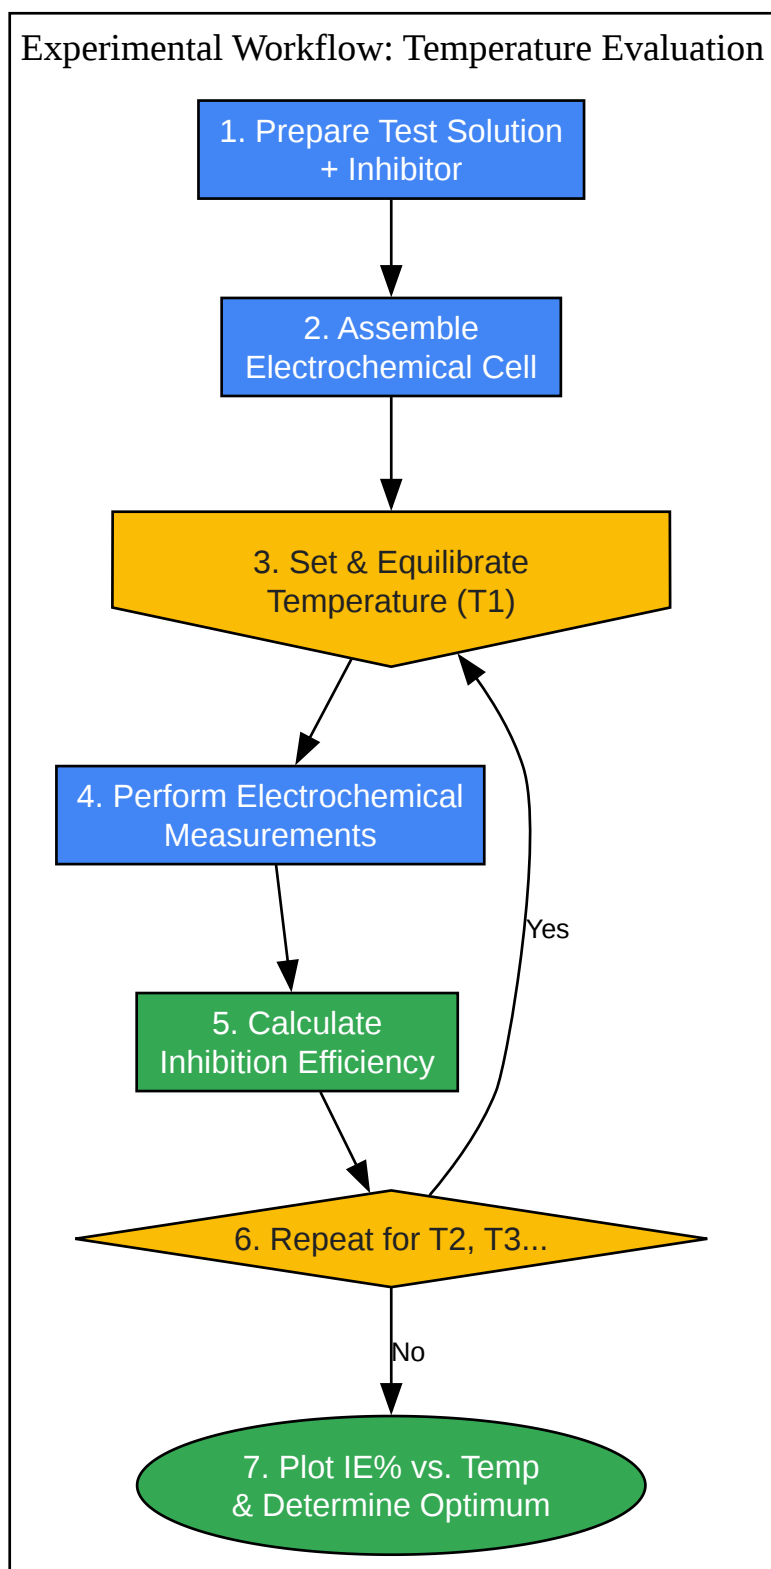 Experimental Workflow: Temperature Evaluation
1. Prepare Test Solution
+ Inhibitor
2. Assemble
Electrochemical Cell
3. Set & Equilibrate
Temperature (T1)
4. Perform Electrochemical
Measurements
Yes
5. Calculate
Inhibition Efficiency
6. Repeat for T2, T3...
No
7. Plot IE% vs. Temp
& Determine Optimum